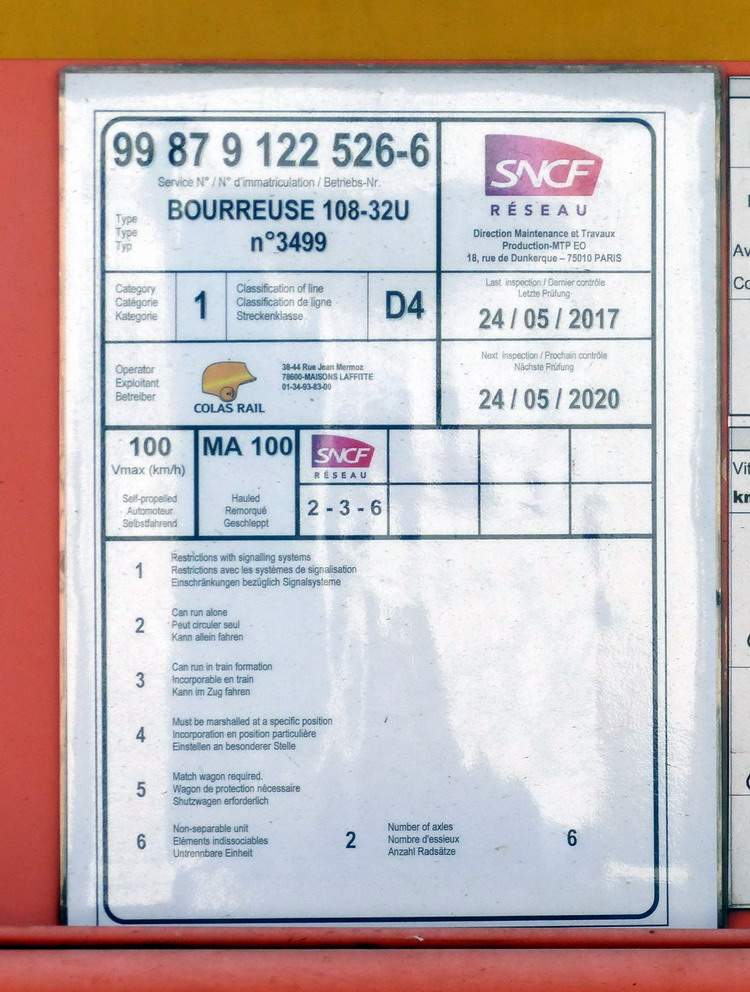 99 87 9 122 526-6
Service N° / N° d'immatriculation / Betriebs-Nr.
Type
Type
Typ
BOURREUSE 108-32U
n°3499
SNCF
RÉSEAU
Direction Maintenance et Travaux
Production-MTP EO
18, rue de Dunkerque – 75010 PARIS
Category
Catégorie
Kategorie
1
Classification of line
Classification de ligne
Streckenklasse
D4
Last inspection / Dernier contrôle
Letzte Prüfung
24 / 05 / 2017
Operator
Exploitant
Betreiber
COLAS RAIL
38-44 Rue Jean Mermoz
78600-MAISONS LAFFITTE
01-34-93-83-00
Next inspection / Prochain contrôle
Nächste Prüfung
24 / 05 / 2020
100
Vmax (km/h)
Self-propelled
Automoteur
Selbstfahrend
MA 100
Hauled
Remorqué
Geschleppt
SNCF
RÉSEAU
2 - 3 - 6
1
Restrictions with signalling systems
Restrictions avec les systèmes de signalisation
Einschränkungen bezüglich Signalsysteme
2
Can run alone
Peut circuler seul
Kann allein fahren
3
Can run in train formation
Incorporable en train
Kann im Zug fahren
4
Must be marshalled at a specific position
Incorporation en position particulière
Einstellen an besonderer Stelle
5
Match wagon required.
Wagon de protection nécessaire
Shutzwagen erforderlich
6
Non-separable unit
Eléments indissociables
Untrennbare Einheit
2
Number of axles
Nombre d'essieux
Anzahl Radsätze
6